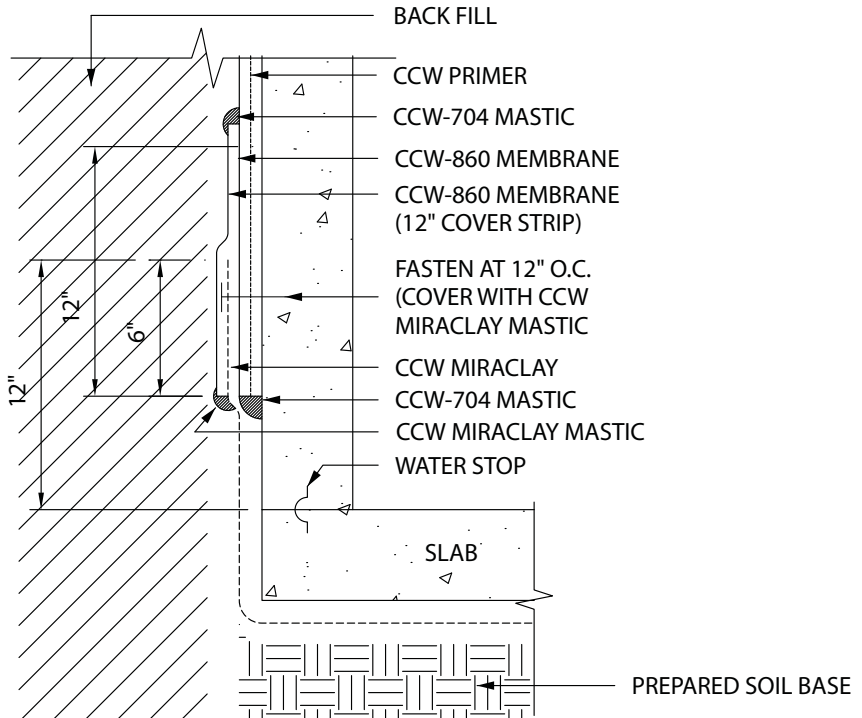 BACK FILL
CCW PRIMER
CCW-704 MASTIC
CCW-860 MEMBRANE
CCW-860 MEMBRANE
(12" COVER STRIP)
FASTEN AT 12" O.C.
(COVER WITH CCW
MIRACLAY MASTIC
12"
6"
12"
CCW MIRACLAY
CCW-704 MASTIC
CCW MIRACLAY MASTIC
WATER STOP
SLAB
PREPARED SOIL BASE